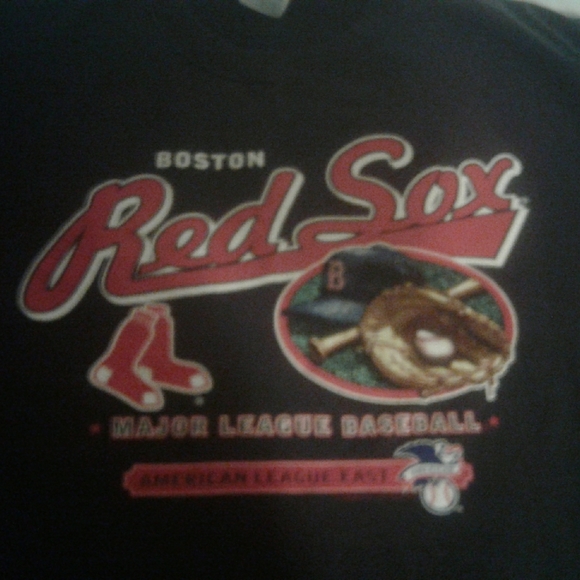 BOSTON
Red Sox
B
MAJOR LEAGUE BASEBALL
AMERICAN LEAGUE EAST